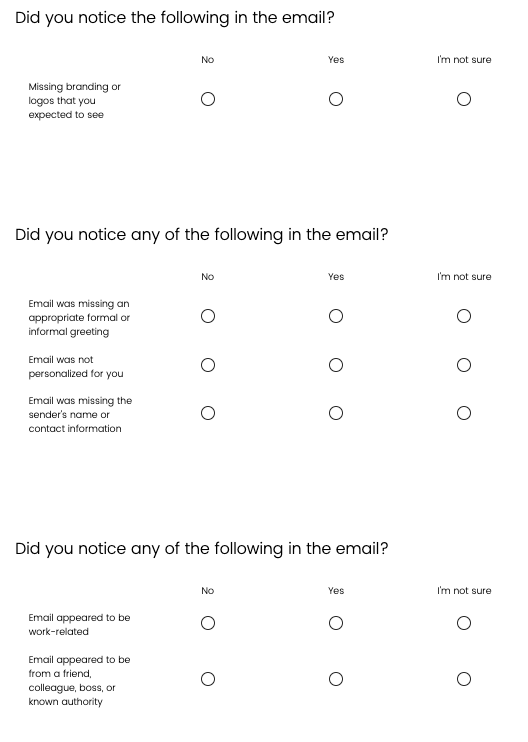 Did you notice the following in the email?
No Yes I'm not sure
Missing branding or
logos that you
expected to see
Did you notice any of the following in the email?
No Yes I'm not sure
Email was missing an
appropriate formal or
informal greeting
Email was not
personalized for you
Email was missing the
sender's name or
contact information
Did you notice any of the following in the email?
No Yes I'm not sure
Email appeared to be
work-related
Email appeared to be
from a friend,
colleague, boss, or
known authority